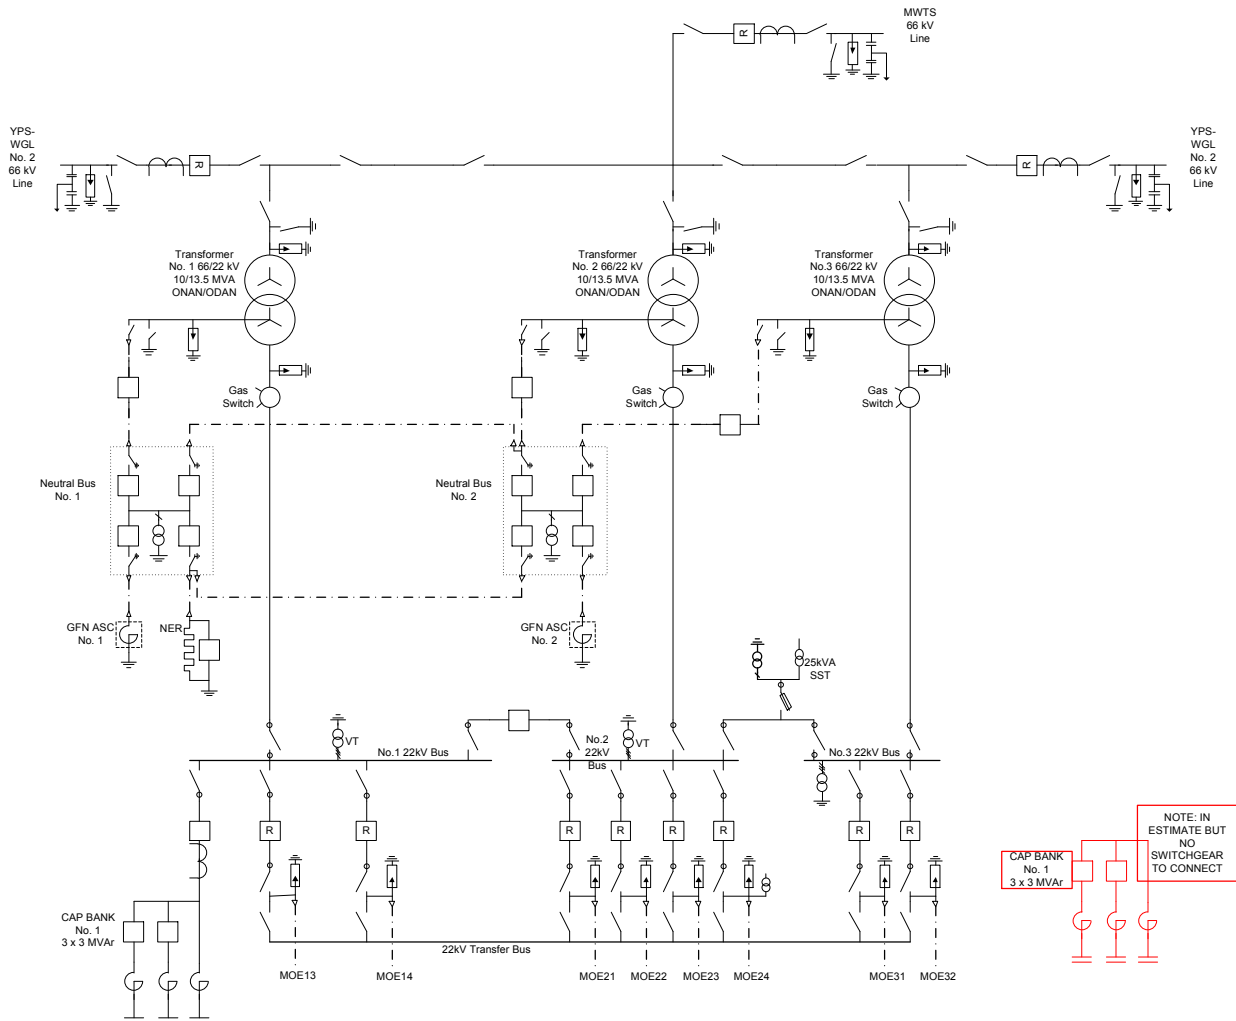 MWTS
66 kV
Line
YPS-
WGL
No. 2
66 kV
Line
R
R
R
YPS-
WGL
No. 2
66 kV
Line
Transformer
No. 1 66/22 kV
10/13.5 MVA
ONAN/ODAN
Transformer
No. 2 66/22 kV
10/13.5 MVA
ONAN/ODAN
Transformer
No.3 66/22 kV
10/13.5 MVA
ONAN/ODAN
Gas
Switch
Gas
Switch
Gas
Switch
Neutral Bus
No. 1
Neutral Bus
No. 2
GFN ASC
No. 1
NER
GFN ASC
No. 2
25kVA
SST
VT
No.1 22kV Bus
No.2
22kV
Bus
VT
No.3 22kV Bus
R
R
R
R
R
R
R
R
NOTE: IN
ESTIMATE BUT
NO
SWITCHGEAR
TO CONNECT
CAP BANK
No. 1
3 x 3 MVAr
CAP BANK
No. 1
3 x 3 MVAr
22kV Transfer Bus
MOE13
MOE14
MOE21
MOE22
MOE23
MOE24
MOE31
MOE32